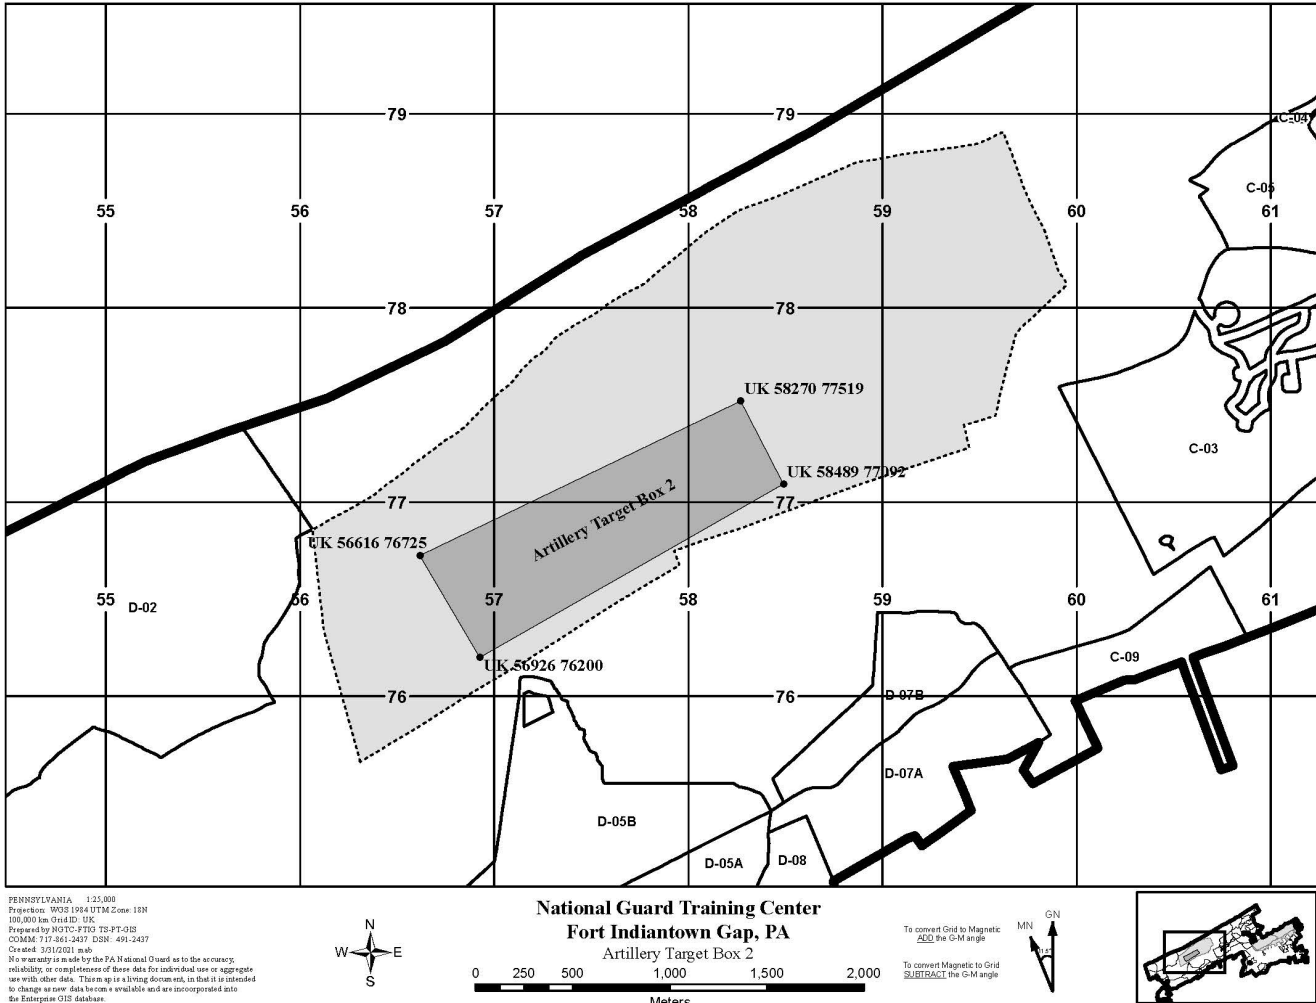 79
79
C-04
C-05
55
56
57
58
59
60
61
78
78
UK 58270 77519
C-03
UK 58489 77092
77
77
Artillery Target Box 2
UK 56616 76725
55
56
57
58
59
60
61
D-02
C-09
UK 56926 76200
76
76
D-07B
D-07A
D-05B
D-05A
D-08
PENNSYLVANIA 1:25,000
Projection: WGS 1984 UTM Zone: 18N
100,000 km Grid ID: UK
Prepared by NGTC-FTIG TS-PT-GIS
COMM: 717-861-2437 DSN: 491-2437
Created: 3/31/2021 mab
No warranty is made by the PA National Guard as to the accuracy,
reliability, or completeness of these data for individual use or aggregate
use with other data. This map is a living document, in that it is intended
to change as new data become available and are incorporated into
the Enterprise GIS database.
N
W E
S
National Guard Training Center
Fort Indiantown Gap, PA
Artillery Target Box 2
0 250 500 1,000 1,500 2,000
Meters
To convert Grid to Magnetic
ADD the G-M angle
To convert Magnetic to Grid
SUBTRACT the G-M angle
MN
GN